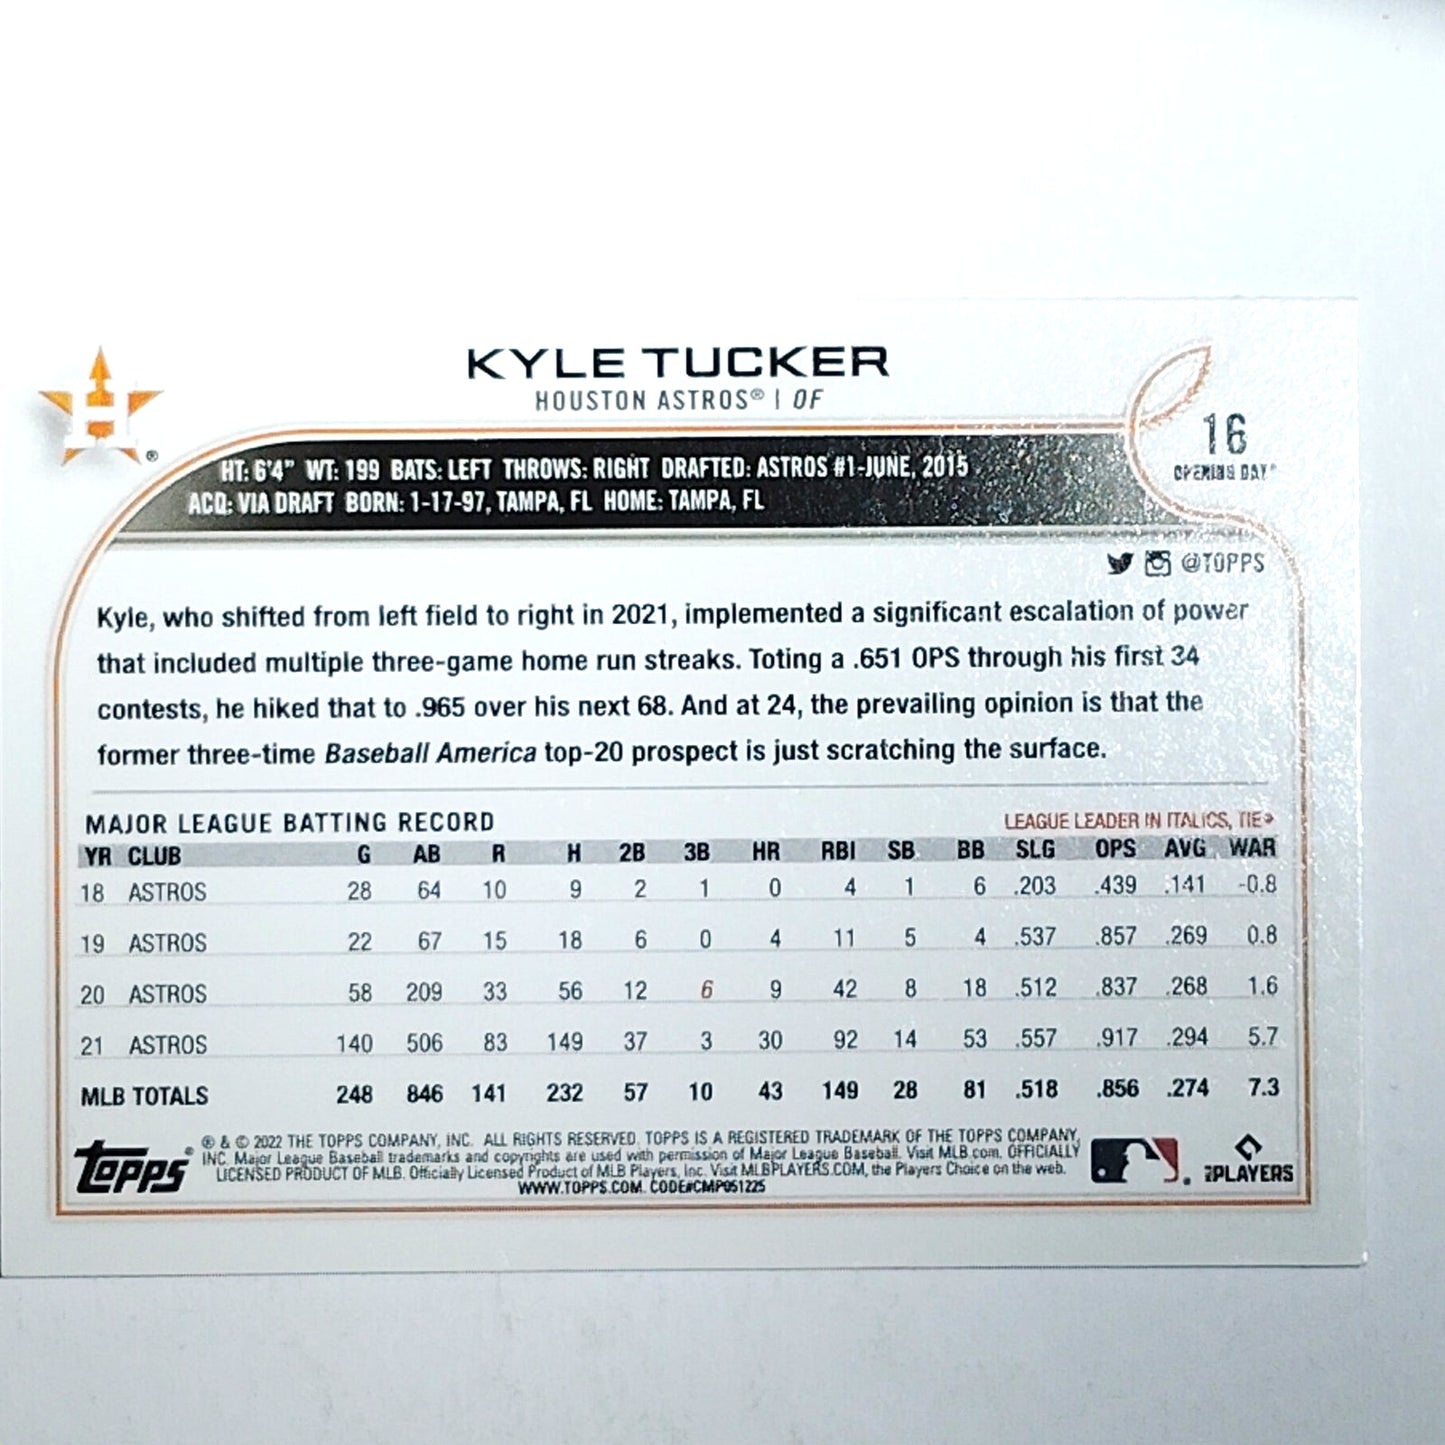 KYLE TUCKER
HOUSTON ASTROS® | OF
16
OPENING DAY®
H
®
HT: 6'4" WT: 199 BATS: LEFT THROWS: RIGHT DRAFTED: ASTROS #1-JUNE, 2015
ACQ: VIA DRAFT BORN: 1-17-97, TAMPA, FL HOME: TAMPA, FL
@TOPPS
Kyle, who shifted from left field to right in 2021, implemented a significant escalation of power
that included multiple three-game home run streaks. Toting a .651 OPS through his first 34
contests, he hiked that to .965 over his next 68. And at 24, the prevailing opinion is that the
former three-time Baseball America top-20 prospect is just scratching the surface.
MAJOR LEAGUE BATTING RECORD LEAGUE LEADER IN ITALICS, TIE♦
YR CLUB G AB R H 2B 3B HR RBI SB BB SLG OPS AVG WAR
18 ASTROS 28 64 10 9 2 1 0 4 1 6 .203 .439 .141 -0.8
19 ASTROS 22 67 15 18 6 0 4 11 5 4 .537 .857 .269 0.8
20 ASTROS 58 209 33 56 12 6 9 42 8 18 .512 .837 .268 1.6
21 ASTROS 140 506 83 149 37 3 30 92 14 53 .557 .917 .294 5.7
MLB TOTALS 248 846 141 232 57 10 43 149 28 81 .518 .856 .274 7.3
Topps®
® & © 2022 THE TOPPS COMPANY, INC. ALL RIGHTS RESERVED. TOPPS IS A REGISTERED TRADEMARK OF THE TOPPS COMPANY,
INC. Major League Baseball trademarks and copyrights are used with permission of Major League Baseball. Visit MLB.com. OFFICIALLY
LICENSED PRODUCT OF MLB. Officially Licensed Product of MLB Players, Inc. Visit MLBPLAYERS.COM, the Players Choice on the web.
WWW.TOPPS.COM. CODE#CMP051225
PLAYERS